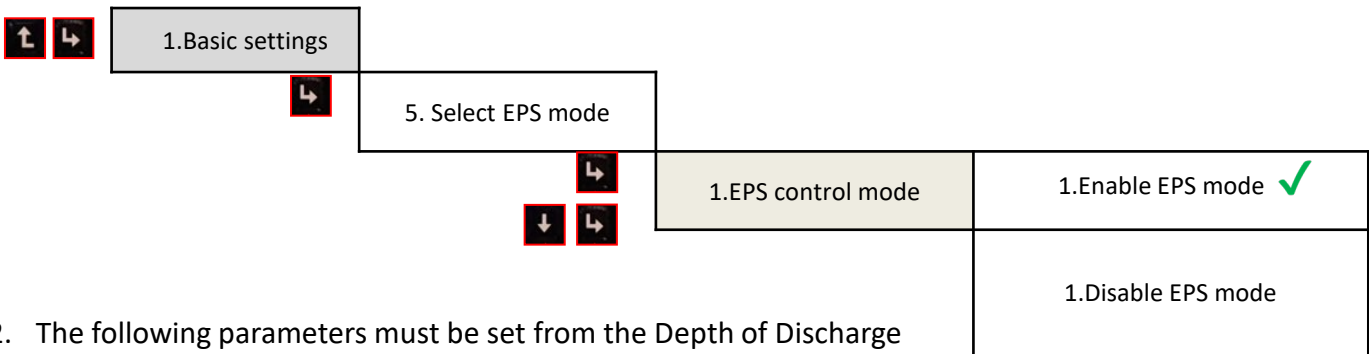 1.Basic settings
5. Select EPS mode
1.EPS control mode
1.Enable EPS mode
1.Disable EPS mode
2. The following parameters must be set from the Depth of Discharge